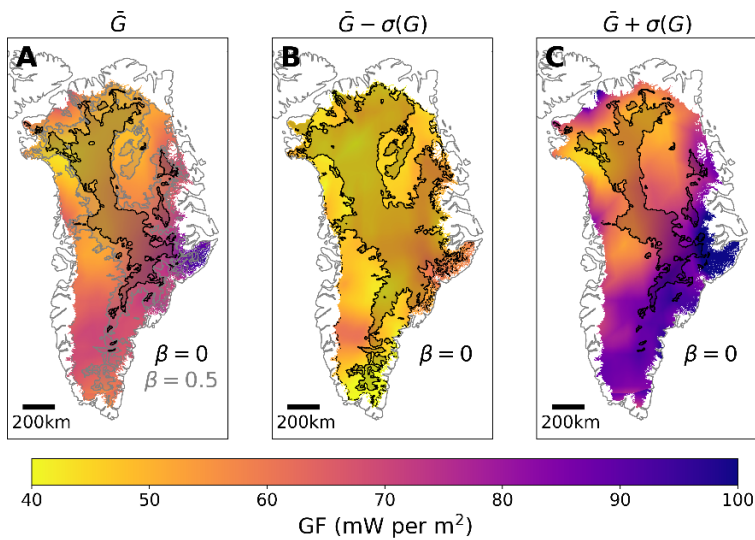 Ḡ
Ḡ − σ(G)
Ḡ + σ(G)
A
B
C
β = 0
β = 0.5
200km
β = 0
200km
β = 0
200km
40 50 60 70 80 90 100
GF (mW per m²)